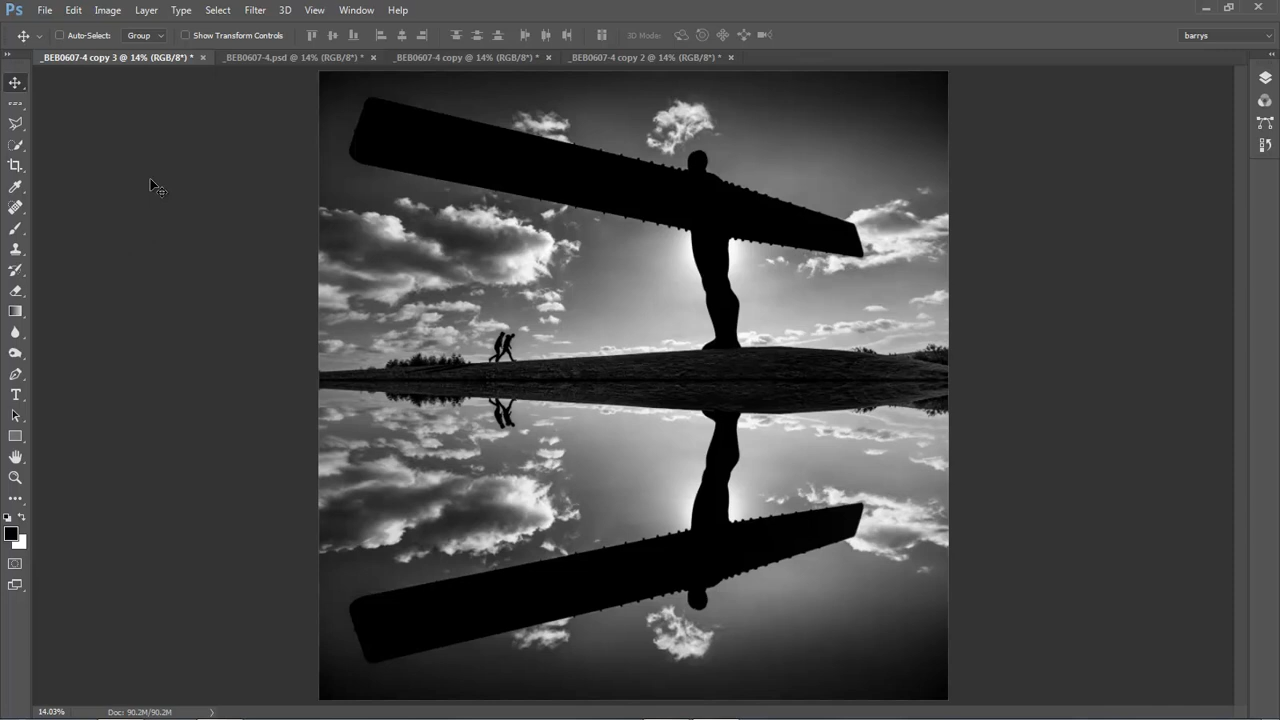 Ps File Edit Image Layer Type Select Filter 3D View Window Help
Auto-Select: Group Show Transform Controls 3D Mode: barrys
_BEB0607-4 copy 3 @ 14% (RGB/8*) * × _BEB0607-4.psd @ 14% (RGB/8*) * × _BEB0607-4 copy @ 14% (RGB/8*) * × _BEB0607-4 copy 2 @ 14% (RGB/8*) * ×
T
14.03% Doc: 90.2M/90.2M